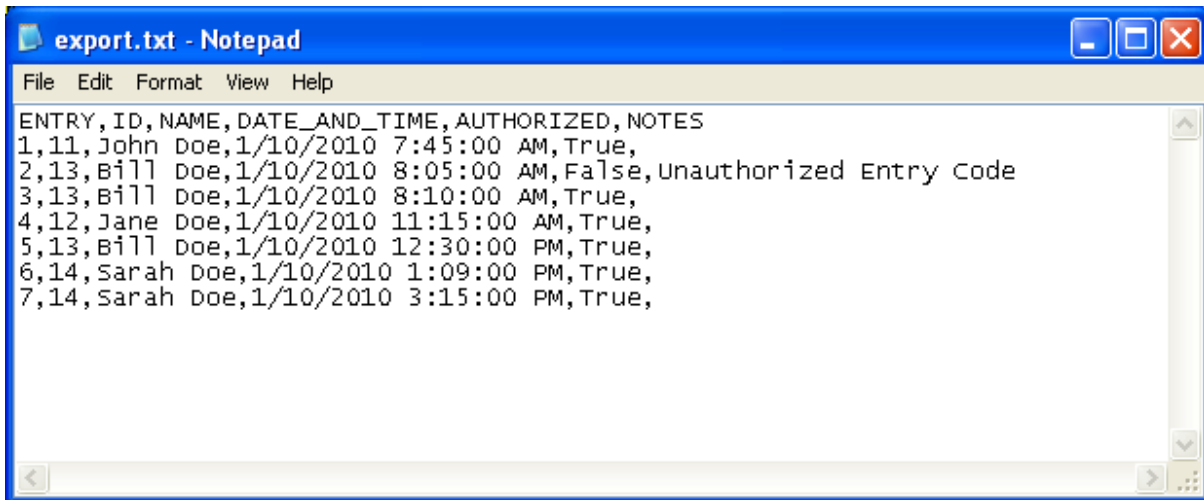 export.txt - Notepad
File Edit Format View Help
ENTRY,ID,NAME,DATE_AND_TIME,AUTHORIZED,NOTES
1,11,John Doe,1/10/2010 7:45:00 AM,True,
2,13,Bill Doe,1/10/2010 8:05:00 AM,False,Unauthorized Entry Code
3,13,Bill Doe,1/10/2010 8:10:00 AM,True,
4,12,Jane Doe,1/10/2010 11:15:00 AM,True,
5,13,Bill Doe,1/10/2010 12:30:00 PM,True,
6,14,Sarah Doe,1/10/2010 1:09:00 PM,True,
7,14,Sarah Doe,1/10/2010 3:15:00 PM,True,